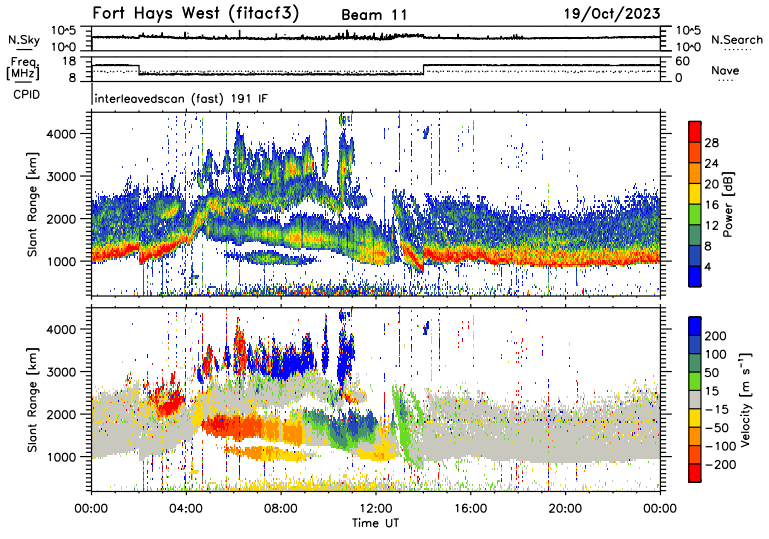 Fort Hays West (fitacf3) Beam 11 19/Oct/2023
N.Sky 10^5 10^0 10^5 10^0 N.Search
Freq. [MHz] 18 8 60 0 Nave
CPID interleavedscan (fast) 191 IF
Slant Range [km] 4000 3000 2000 1000
Power [dB] 28 24 20 16 12 8 4
Slant Range [km] 4000 3000 2000 1000
Velocity [m s⁻¹] 200 100 50 15 -15 -50 -100 -200
00:00 04:00 08:00 12:00 16:00 20:00 00:00
Time UT